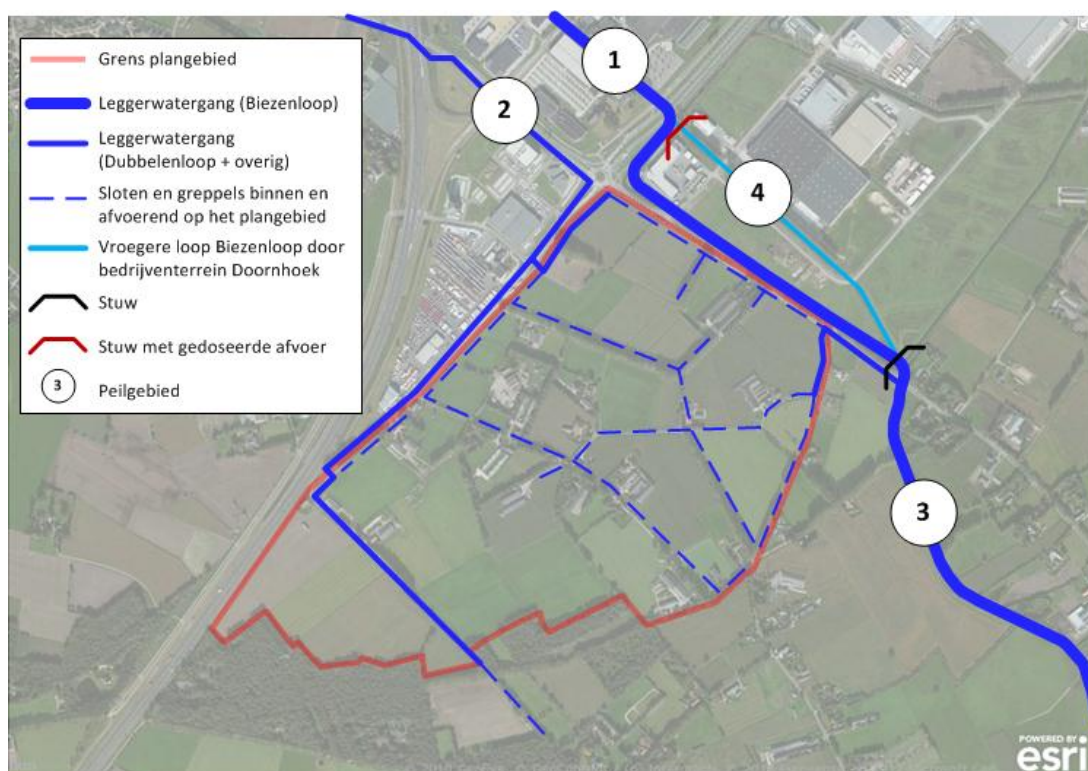 Grens plangebied
Leggerwatergang (Biezenloop)
Leggerwatergang
(Dubbelenloop + overig)
Sloten en greppels binnen en
afvoerend op het plangebied
Vroegere loop Biezenloop door
bedrijventerrein Doornhoek
Stuw
Stuw met gedoseerde afvoer
3
Peilgebied
1
2
4
3
POWERED BY
esri